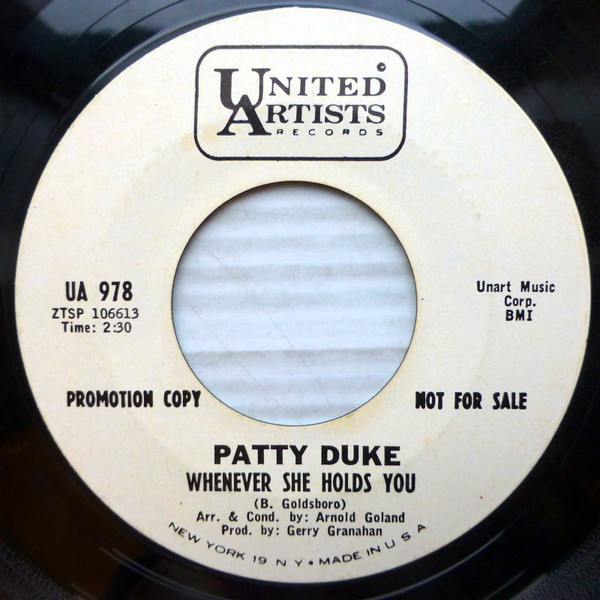 UNITED
ARTISTS
RECORDS
UA 978
ZTSP 106613
Time: 2:30
Unart Music
Corp.
BMI
PROMOTION COPY
NOT FOR SALE
PATTY DUKE
WHENEVER SHE HOLDS YOU
(B. Goldsboro)
Arr. & Cond. by: Arnold Goland
Prod. by: Gerry Granahan
NEW YORK 19 N Y • MADE IN U S A